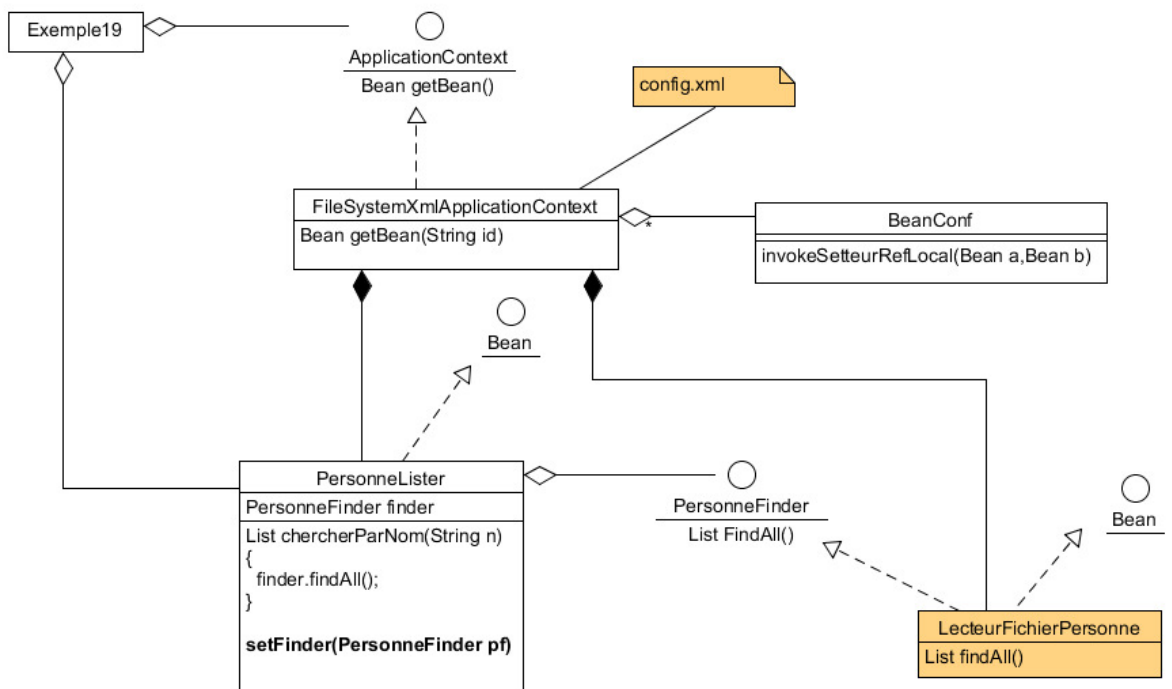 Exemple19
ApplicationContext
Bean getBean()
config.xml
FileSystemXmlApplicationContext
Bean getBean(String id)
*
BeanConf
invokeSetteurRefLocal(Bean a,Bean b)
Bean
PersonneLister
PersonneFinder finder
List chercherParNom(String n)
{
finder.findAll();
}
setFinder(PersonneFinder pf)
PersonneFinder
List FindAll()
Bean
LecteurFichierPersonne
List findAll()